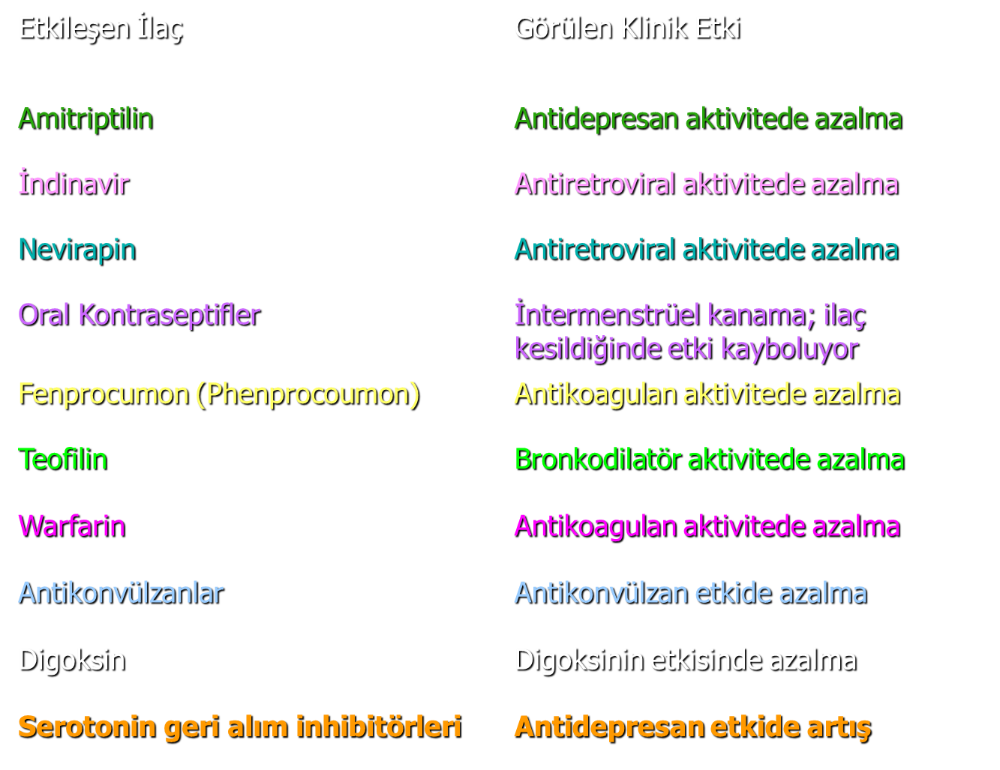 Etkileşen İlaç Görülen Klinik Etki
Amitriptilin Antidepresan aktivitede azalma
İndinavir Antiretroviral aktivitede azalma
Nevirapin Antiretroviral aktivitede azalma
Oral Kontraseptifler İntermenstrüel kanama; ilaç
kesildiğinde etki kayboluyor
Fenprocumon (Phenprocoumon) Antikoagulan aktivitede azalma
Teofilin Bronkodilatör aktivitede azalma
Warfarin Antikoagulan aktivitede azalma
Antikonvülzanlar Antikonvülzan etkide azalma
Digoksin Digoksinin etkisinde azalma
Serotonin geri alım inhibitörleri Antidepresan etkide artış